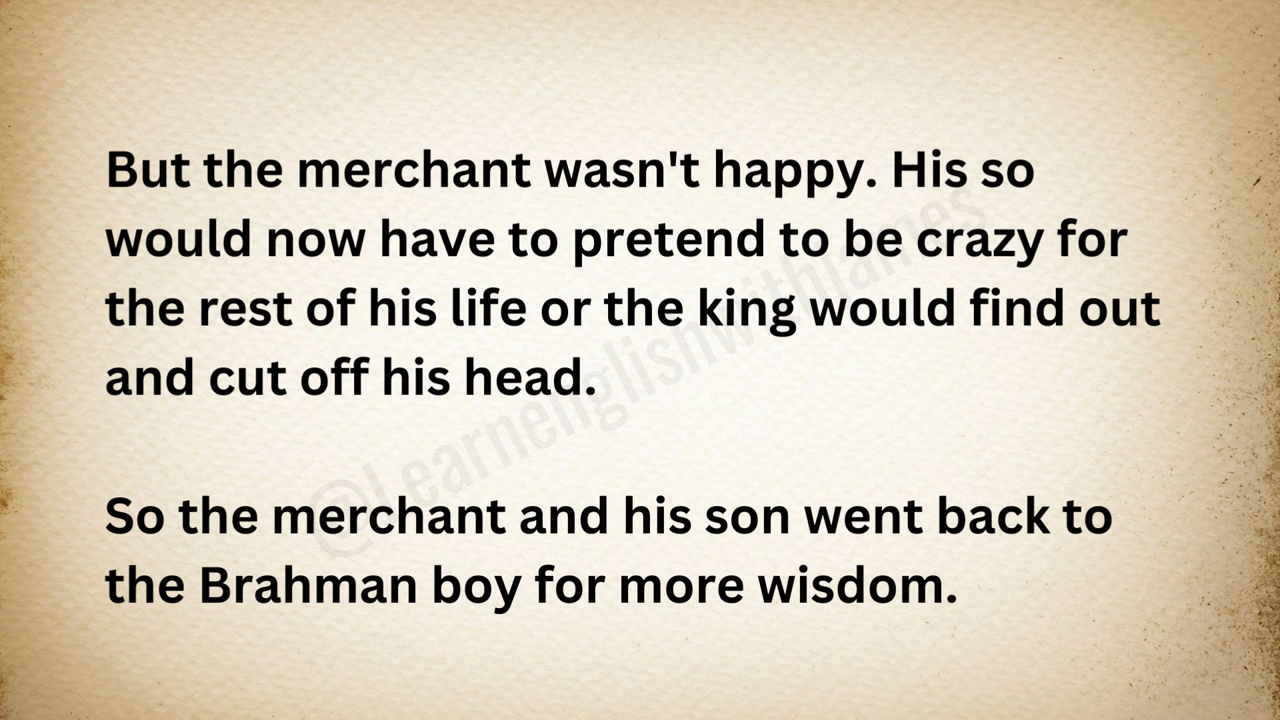 But the merchant wasn't happy. His so
would now have to pretend to be crazy for
the rest of his life or the king would find out
and cut off his head.
So the merchant and his son went back to
the Brahman boy for more wisdom.
@Learnenglishwithjames